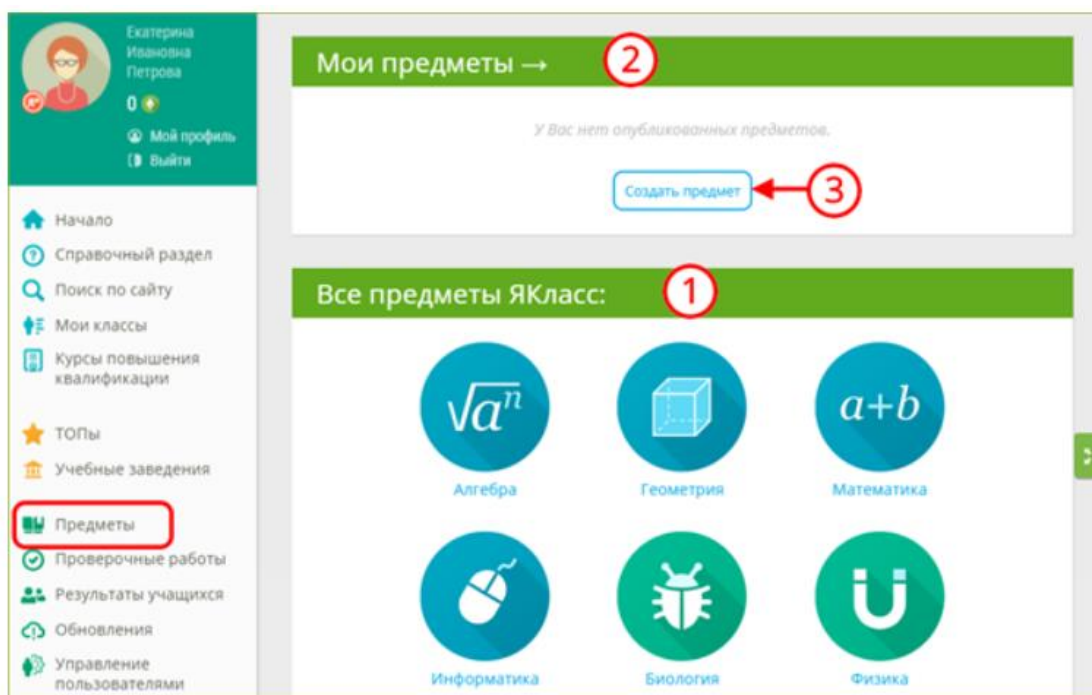 Екатерина
Ивановна
Петрова
0
Мой профиль
Выйти
Начало
Справочный раздел
Поиск по сайту
Мои классы
Курсы повышения
квалификации
ТОПы
Учебные заведения
Предметы
Проверочные работы
Результаты учащихся
Обновления
Управление
пользователями
Мои предметы → 2
У Вас нет опубликованных предметов.
Создать предмет 3
Все предметы ЯКласс: 1
√aⁿ a+b
Алгебра Геометрия Математика
Информатика Биология Физика